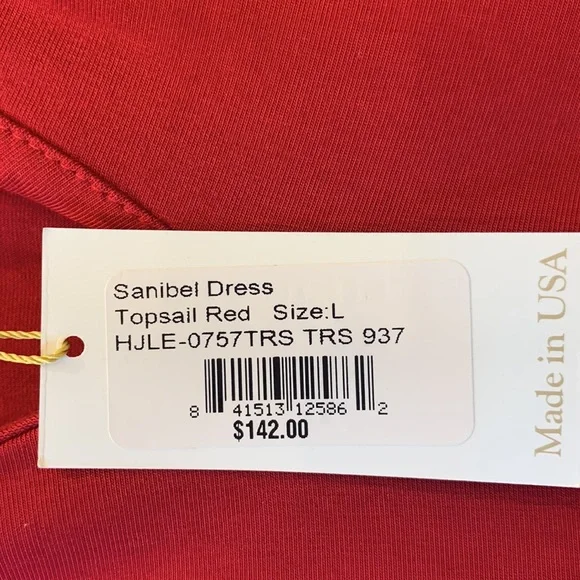 Sanibel Dress
Topsail Red Size:L
HJLE-0757TRS TRS 937
8 41513 12586 2
$142.00
Made in USA